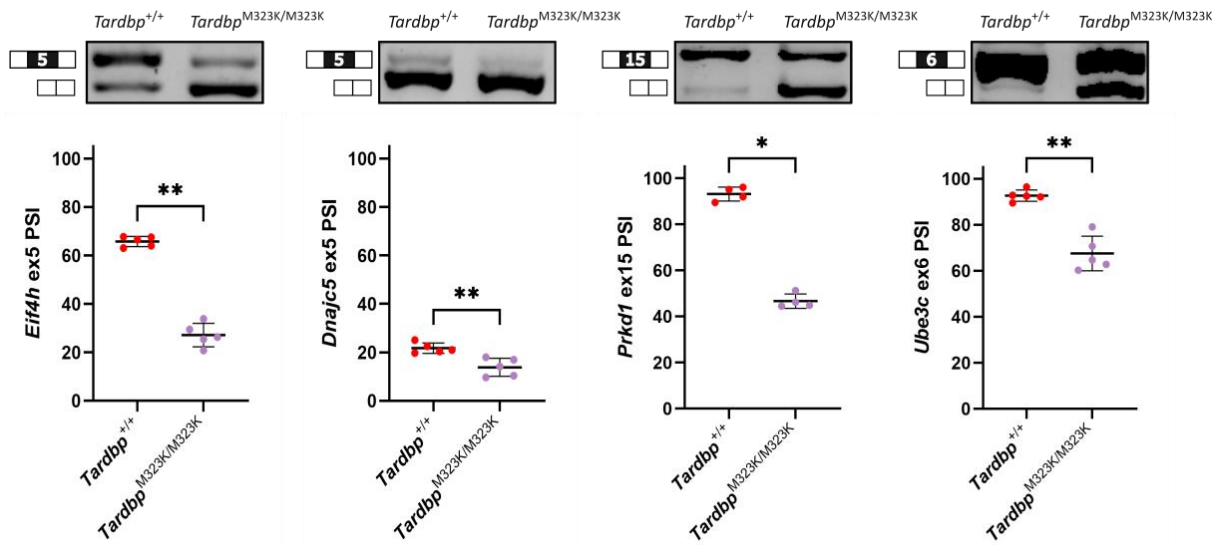 Tardbp+/+ TardbpM323K/M323K Tardbp+/+ TardbpM323K/M323K Tardbp+/+ TardbpM323K/M323K Tardbp+/+ TardbpM323K/M323K
5 5 15 6
Eif4h ex5 PSI
100
80
60
40
20
0
**
Tardbp+/+
TardbpM323K/M323K
Dnajc5 ex5 PSI
100
80
60
40
20
0
**
Tardbp+/+
TardbpM323K/M323K
Prkd1 ex15 PSI
100
80
60
40
20
0
*
Tardbp+/+
TardbpM323K/M323K
Ube3c ex6 PSI
100
80
60
40
20
0
**
Tardbp+/+
TardbpM323K/M323K